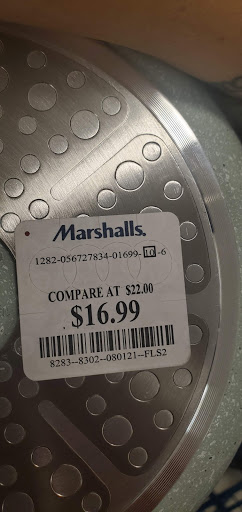 Marshalls.
1282-056727834-01699-10-6
COMPARE AT $22.00
$16.99
8283--8302--080121--FLS2